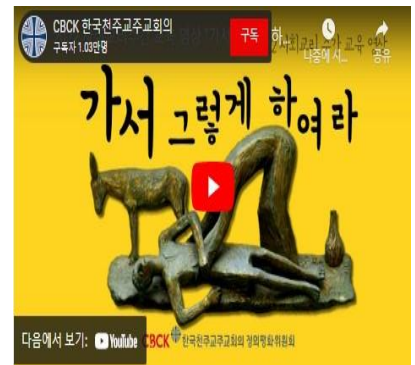 CBCK 한국천주교주교회의
구독자 1.03만명
구독
나중에 시...
공유
가서 그렇게 하여라
다음에서 보기: YouTube
CBCK 한국천주교주교회의 정의평화위원회